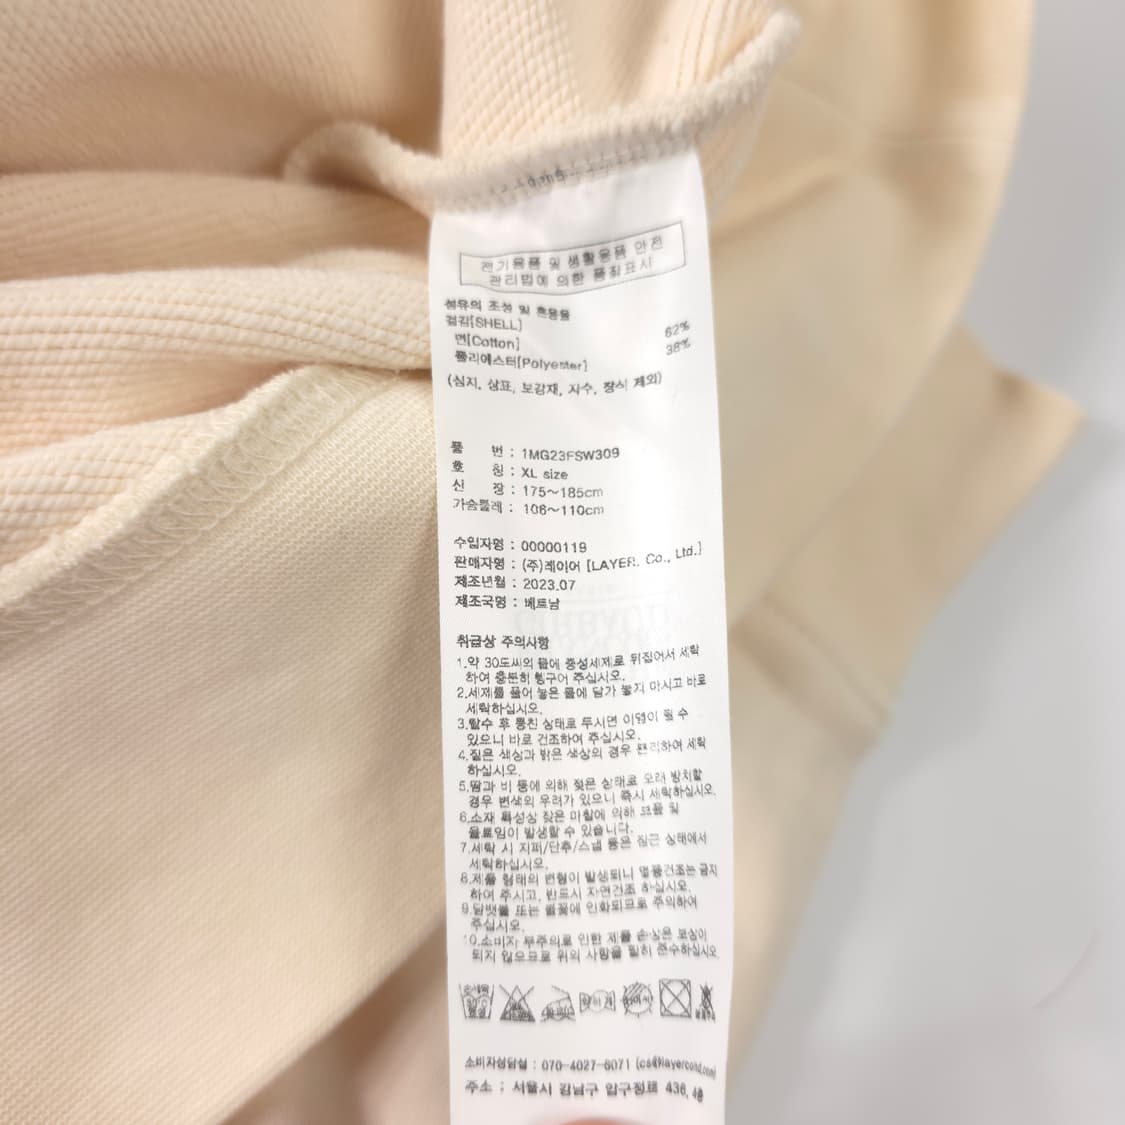 전기용품 및 생활용품 안전
관리법에 의한 품질표시
섬유의 조성 및 혼용율
겉감[SHELL]
면[Cotton] 62%
폴리에스터[Polyester] 38%
(심지, 상표, 보강재, 자수, 장식 제외)
품 번 : 1MG23FSW309
호 칭 : XL size
신 장 : 175~185cm
가슴둘레 : 106~110cm
수입자명 : 00000119
판매자명 : (주)레이어 [LAYER. Co., Ltd.]
제조년월 : 2023.07
제조국명 : 베트남
취급상 주의사항
1.약 30도씨의 물에 중성세제로 뒤집어서 세탁
하여 충분히 헹구어 주십시오.
2.세제를 풀어 놓은 물에 담가 놓지 마시고 바로
세탁하십시오.
3.탈수 후 뭉친 상태로 두시면 이염이 될 수
있으니 바로 건조하여 주십시오.
4.짙은 색상과 밝은 색상의 경우 분리하여 세탁
하십시오.
5.땀과 비 등에 의해 젖은 상태로 오래 방치할
경우 변색의 우려가 있으니 즉시 세탁하십시오.
6.소재 특성상 잦은 마찰에 의해 보풀 및
올트임이 발생할 수 있습니다.
7.세탁 시 지퍼/단추/스냅 등은 잠근 상태에서
세탁하십시오.
8.제품 형태의 변형이 발생되니 열풍건조는 금지
하여 주시고, 반드시 자연건조 하십시오.
9.담뱃불 또는 불꽃에 인화되므로 주의하여
주십시오.
10.소비자 부주의로 인한 제품 손상은 보상이
되지 않으므로 위의 사항을 필히 준수하십시오.
소비자상담실 : 070-4027-6071 (cs@layercoltd.com)
주소 : 서울시 강남구 압구정로 436, 4층